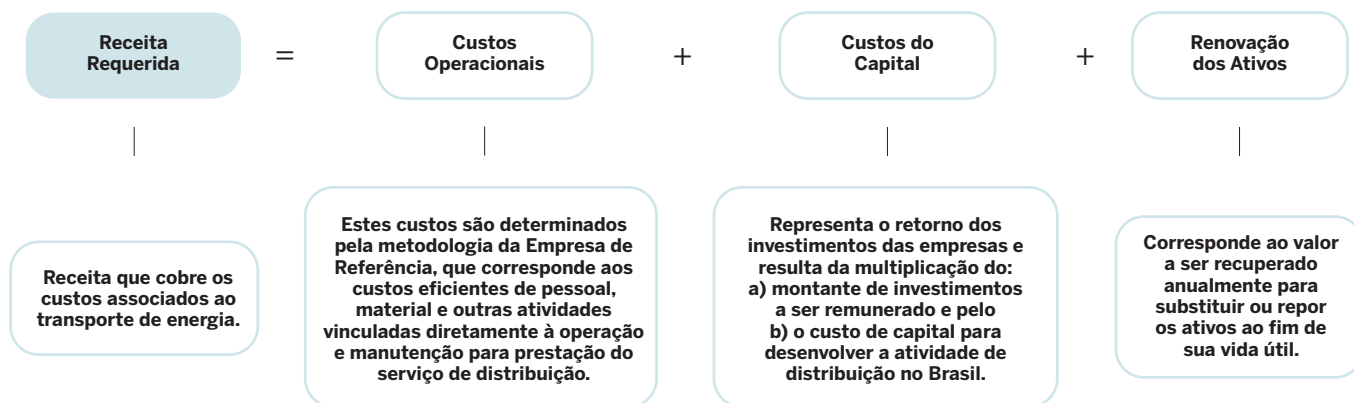 Receita
Requerida
=
Custos
Operacionais
+
Custos do
Capital
+
Renovação
dos Ativos
Receita que cobre os
custos associados ao
transporte de energia.
Estes custos são determinados
pela metodologia da Empresa de
Referência, que corresponde aos
custos eficientes de pessoal,
material e outras atividades
vinculadas diretamente à operação
e manutenção para prestação do
serviço de distribuição.
Representa o retorno dos
investimentos das empresas e
resulta da multiplicação do:
a) montante de investimentos
a ser remunerado e pelo
b) o custo de capital para
desenvolver a atividade de
distribuição no Brasil.
Corresponde ao valor
a ser recuperado
anualmente para
substituir ou repor
os ativos ao fim de
sua vida útil.